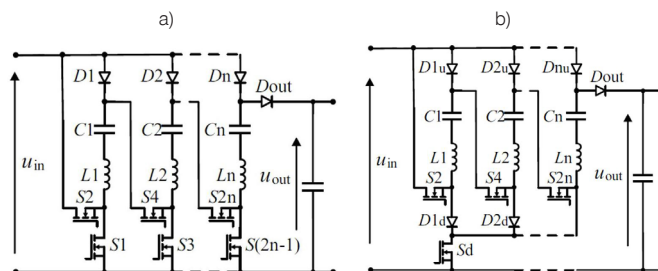 a)
b)
D1 D2 Dn Dout
D1u D2u Dnu Dout
C1 C2 Cn
C1 C2 Cn
uin
uin
L1 L2 Ln
L1 L2 Ln
uout
uout
S2 S4 S2n
S2 S4 S2n
D1d D2d
S1 S3 S(2n-1)
Sd